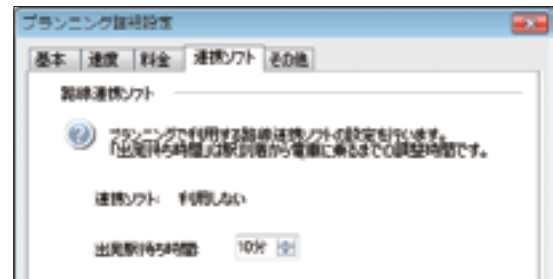 プランニング詳細設定
基本 速度 料金 連携ソフト その他
路線連携ソフト
プランニングで利用する路線連携ソフトの設定を行います。
「出発待ち時間」は駅到着から電車に乗るまでの調整時間です。
連携ソフト: 利用しない
出発駅待ち時間: 10分